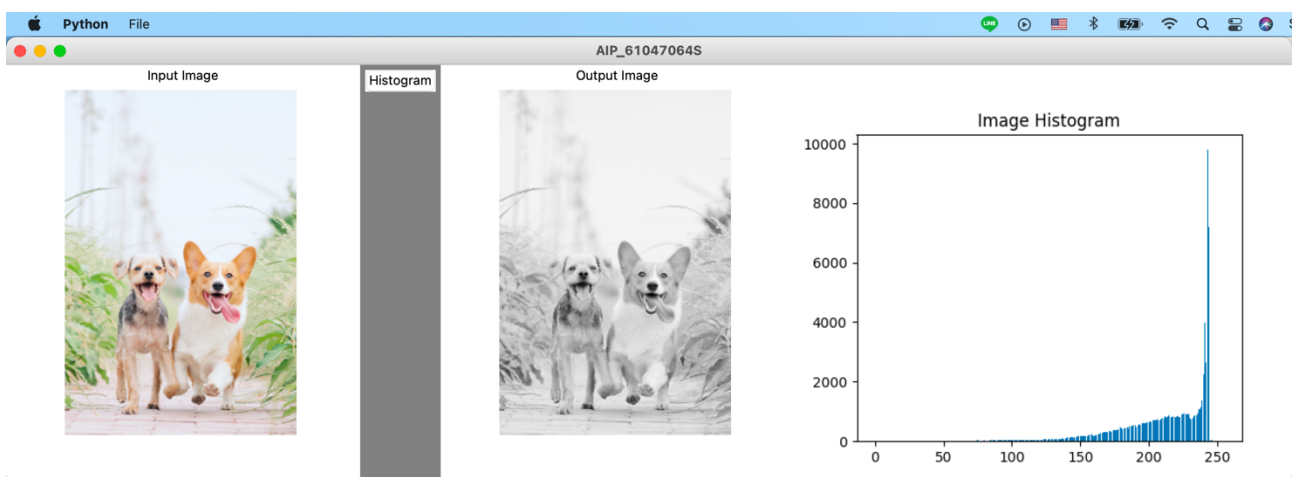 Python File
LINE
AIP_61047064S
Input Image
Histogram
Output Image
Image Histogram
10000
8000
6000
4000
2000
0
0 50 100 150 200 250